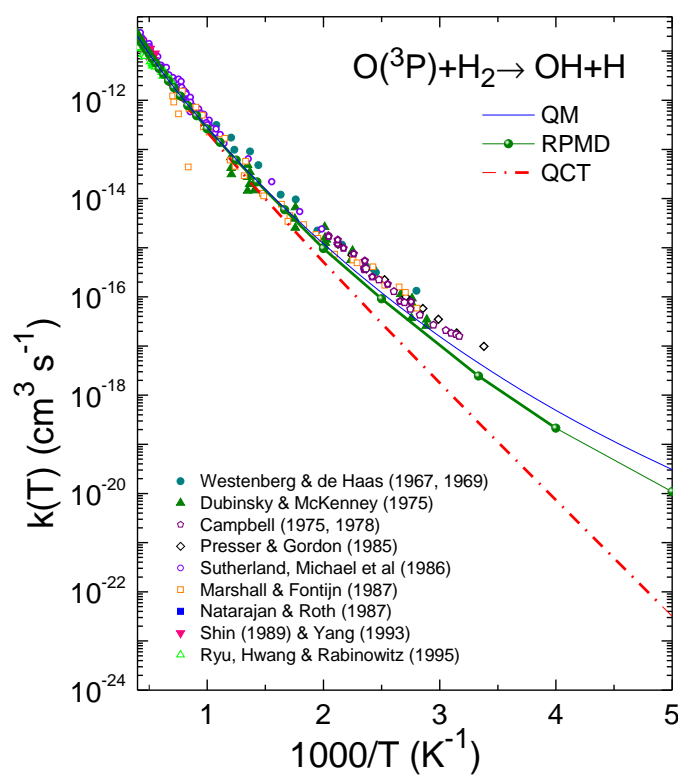 O(³P)+H₂→ OH+H
QM
RPMD
QCT
k(T) (cm³ s⁻¹)
10⁻¹²
10⁻¹⁴
10⁻¹⁶
10⁻¹⁸
10⁻²⁰
10⁻²²
10⁻²⁴
Westenberg & de Haas (1967, 1969)
Dubinsky & McKenney (1975)
Campbell (1975, 1978)
Presser & Gordon (1985)
Sutherland, Michael et al (1986)
Marshall & Fontijn (1987)
Natarajan & Roth (1987)
Shin (1989) & Yang (1993)
Ryu, Hwang & Rabinowitz (1995)
1 2 3 4 5
1000/T (K⁻¹)